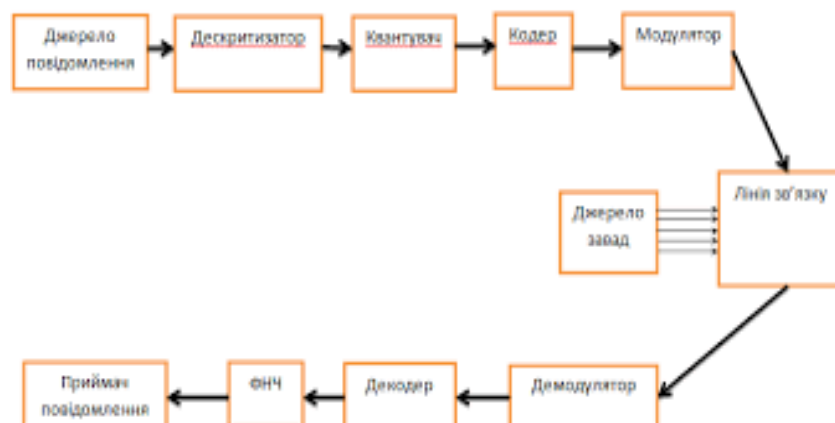 Джерело
повідомлення
Дескритизатор
Квантувач
Кодер
Модулятор
Лінія зв'язку
Джерело
завад
Приймач
повідомлення
ФНЧ
Декодер
Демодулятор